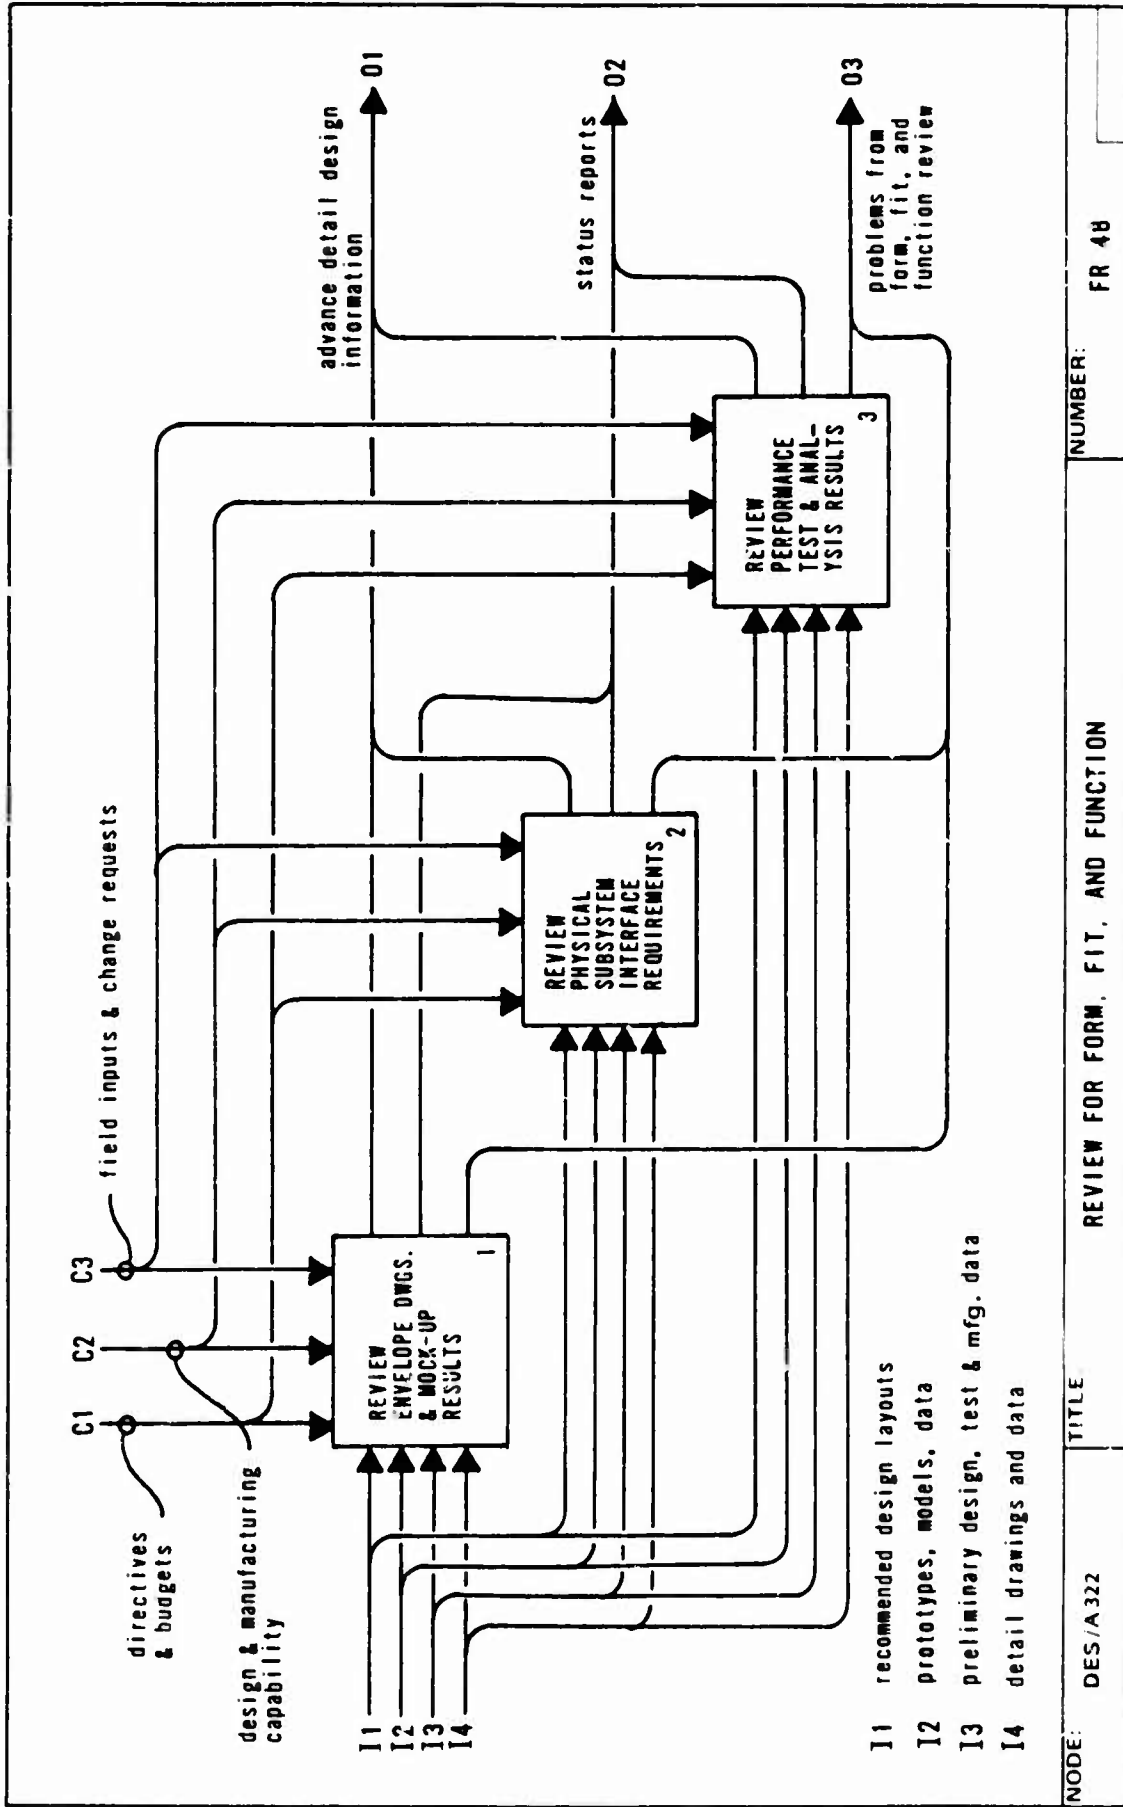 C1
C2
C3
directives
& budgets
design & manufacturing
capability
field inputs & change requests
REVIEW
ENVELOPE DWGS.
& MOCK-UP
RESULTS
1
REVIEW
PHYSICAL
SUBSYSTEM
INTERFACE
REQUIREMENTS
2
REVIEW
PERFORMANCE
TEST & ANAL-
YSIS RESULTS
3
advance detail design
information
O1
status reports
O2
problems from
form, fit, and
function review
O3
I1
I2
I3
I4
I1 recommended design layouts
I2 prototypes, models, data
I3 preliminary design, test & mfg. data
I4 detail drawings and data
NODE: DES/A322
TITLE REVIEW FOR FORM, FIT, AND FUNCTION
NUMBER: FR 48